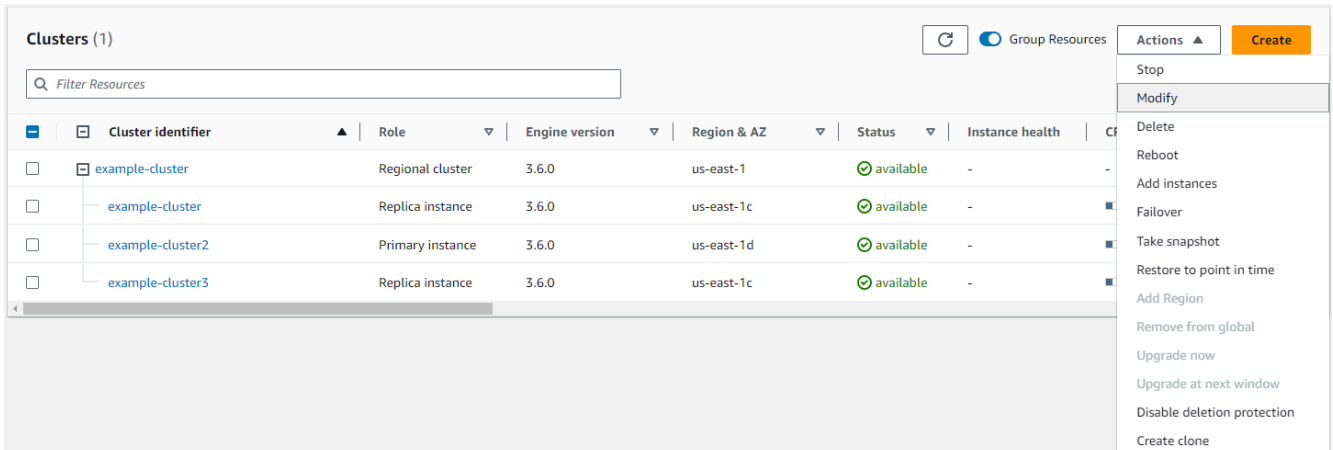 Clusters (1)
Group Resources
Actions
Create
Filter Resources
Cluster identifier Role Engine version Region & AZ Status Instance health
example-cluster Regional cluster 3.6.0 us-east-1 available - -
example-cluster Replica instance 3.6.0 us-east-1c available -
example-cluster2 Primary instance 3.6.0 us-east-1d available -
example-cluster3 Replica instance 3.6.0 us-east-1c available -
Stop
Modify
Delete
Reboot
Add instances
Failover
Take snapshot
Restore to point in time
Add Region
Remove from global
Upgrade now
Upgrade at next window
Disable deletion protection
Create clone